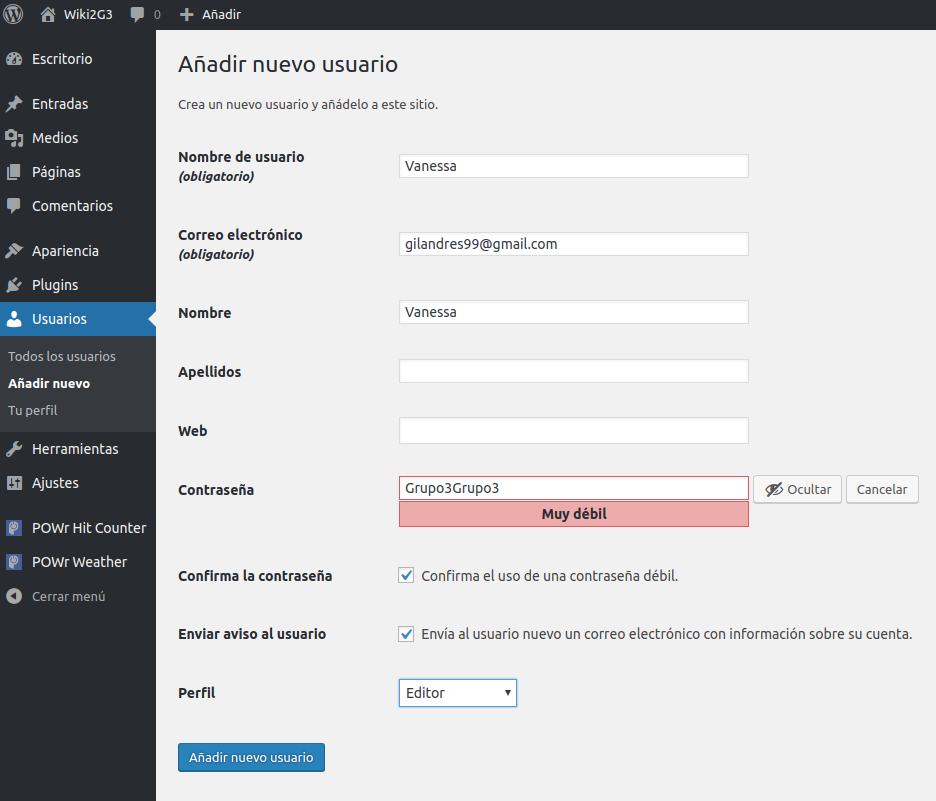 Wiki2G3 0 Añadir
Escritorio
Entradas
Medios
Páginas
Comentarios
Apariencia
Plugins
Usuarios
Todos los usuarios
Añadir nuevo
Tu perfil
Herramientas
Ajustes
POWr Hit Counter
POWr Weather
Cerrar menú
Añadir nuevo usuario
Crea un nuevo usuario y añádelo a este sitio.
Nombre de usuario
(obligatorio)
Vanessa
Correo electrónico
(obligatorio)
gilandres99@gmail.com
Nombre
Vanessa
Apellidos
Web
Contraseña
Grupo3Grupo3
Ocultar
Cancelar
Muy débil
Confirma la contraseña
Confirma el uso de una contraseña débil.
Enviar aviso al usuario
Envía al usuario nuevo un correo electrónico con información sobre su cuenta.
Perfil
Editor
Añadir nuevo usuario